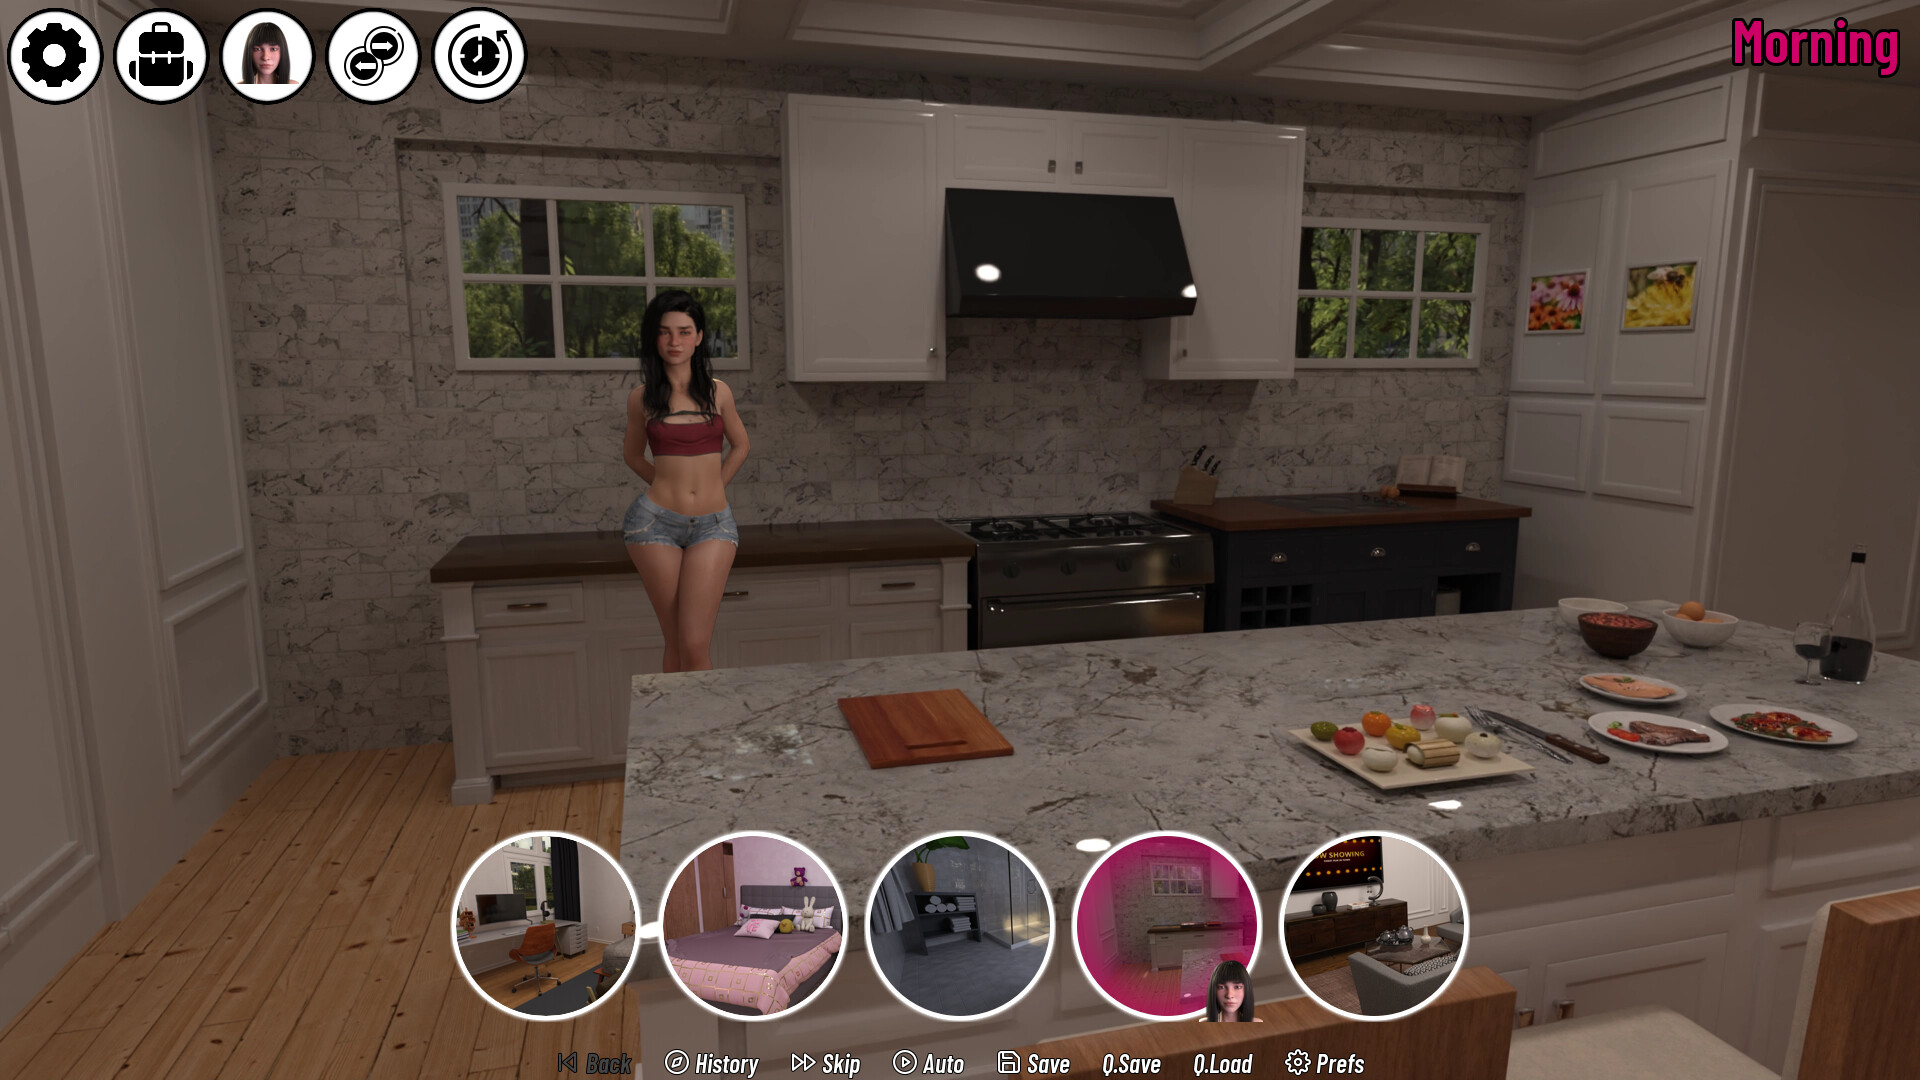 Morning
W SHOWING
Back
History
Skip
Auto
Save
Q.Save
Q.Load
Prefs